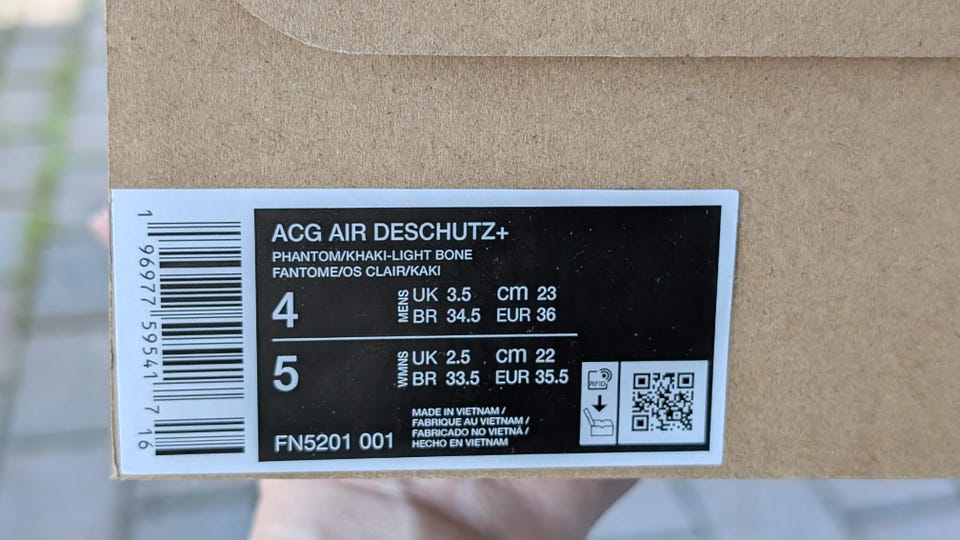 1 96977 59541 7 16
ACG AIR DESCHUTZ+
PHANTOM/KHAKI-LIGHT BONE
FANTOME/OS CLAIR/KAKI
4 MENS UK 3.5 cm 23
BR 34.5 EUR 36
5 WMNS UK 2.5 cm 22
BR 33.5 EUR 35.5
FN5201 001
MADE IN VIETNAM /
FABRIQUE AU VIETNAM /
FABRICADO NO VIETNÃ /
HECHO EN VIETNAM
RFID